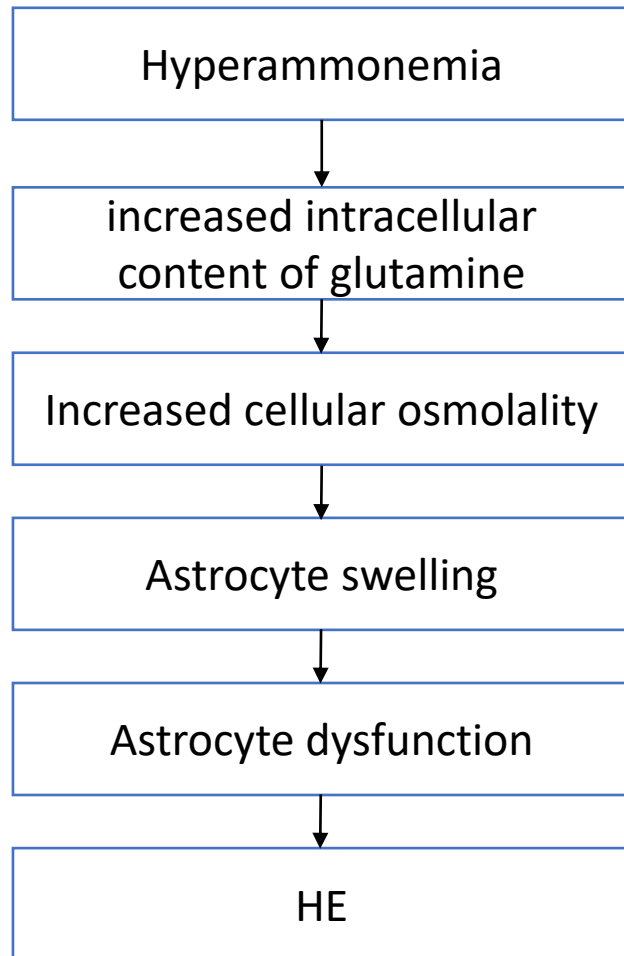 Hyperammonemia
increased intracellular
content of glutamine
Increased cellular osmolality
Astrocyte swelling
Astrocyte dysfunction
HE